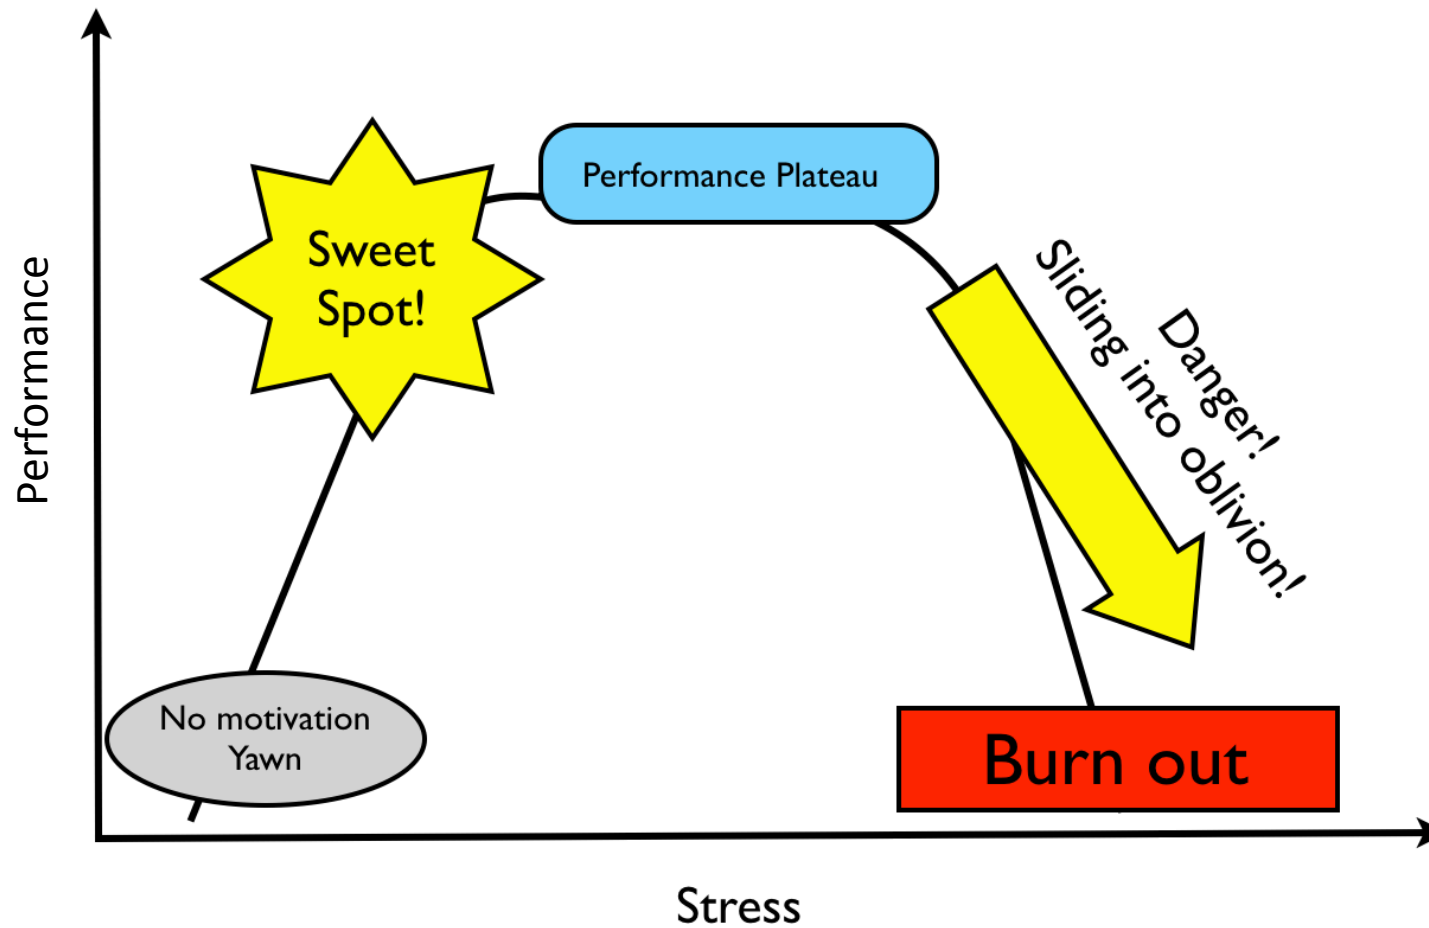 Performance
Sweet
Spot!
Performance Plateau
Danger!
Sliding into oblivion!
No motivation
Yawn
Burn out
Stress